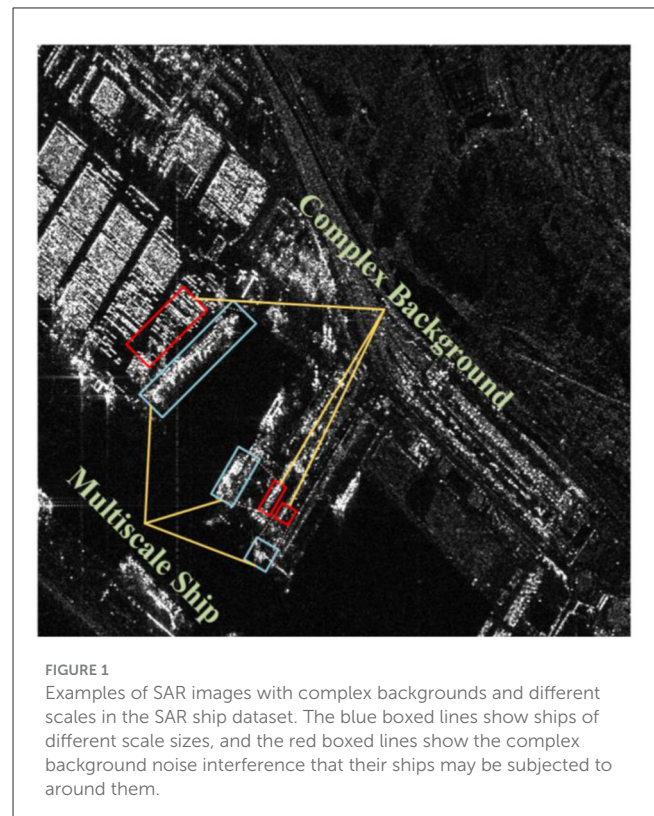 Complex Background
Multiscale Ship
FIGURE 1
Examples of SAR images with complex backgrounds and different
scales in the SAR ship dataset. The blue boxed lines show ships of
different scale sizes, and the red boxed lines show the complex
background noise interference that their ships may be subjected to
around them.